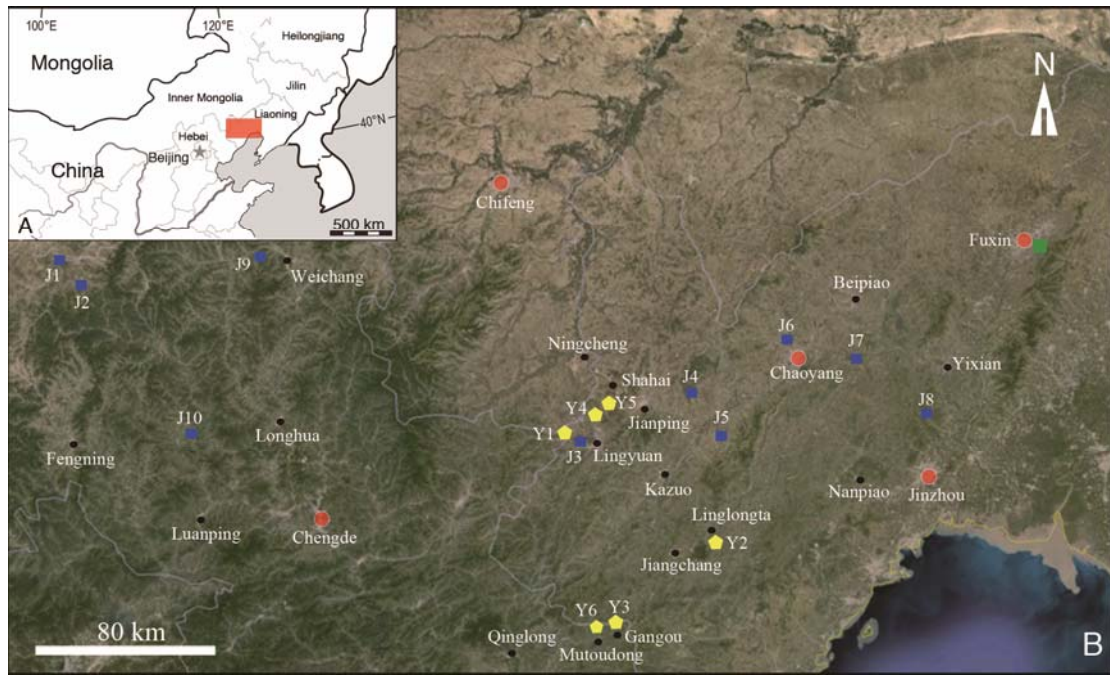 100°E
120°E
Heilongjiang
Mongolia
Jilin
Inner Mongolia
Liaoning
40°N
Hebei
Beijing
China
A
500 km
N
Chifeng
Fuxin
J1
J9
Weichang
J2
Beipiao
J6
Ningcheng
J7
Chaoyang
Yixian
Shahai
J4
Y5
Y4
Jianping
J8
J10
Longhua
Y1
J5
J3
Lingyuan
Fengning
Kazuo
Nanpiao
Jinzhou
Luanping
Chengde
Linglongta
Y2
Jiangchang
80 km
Y6
Y3
Qinglong
Gangou
Mutoudong
B